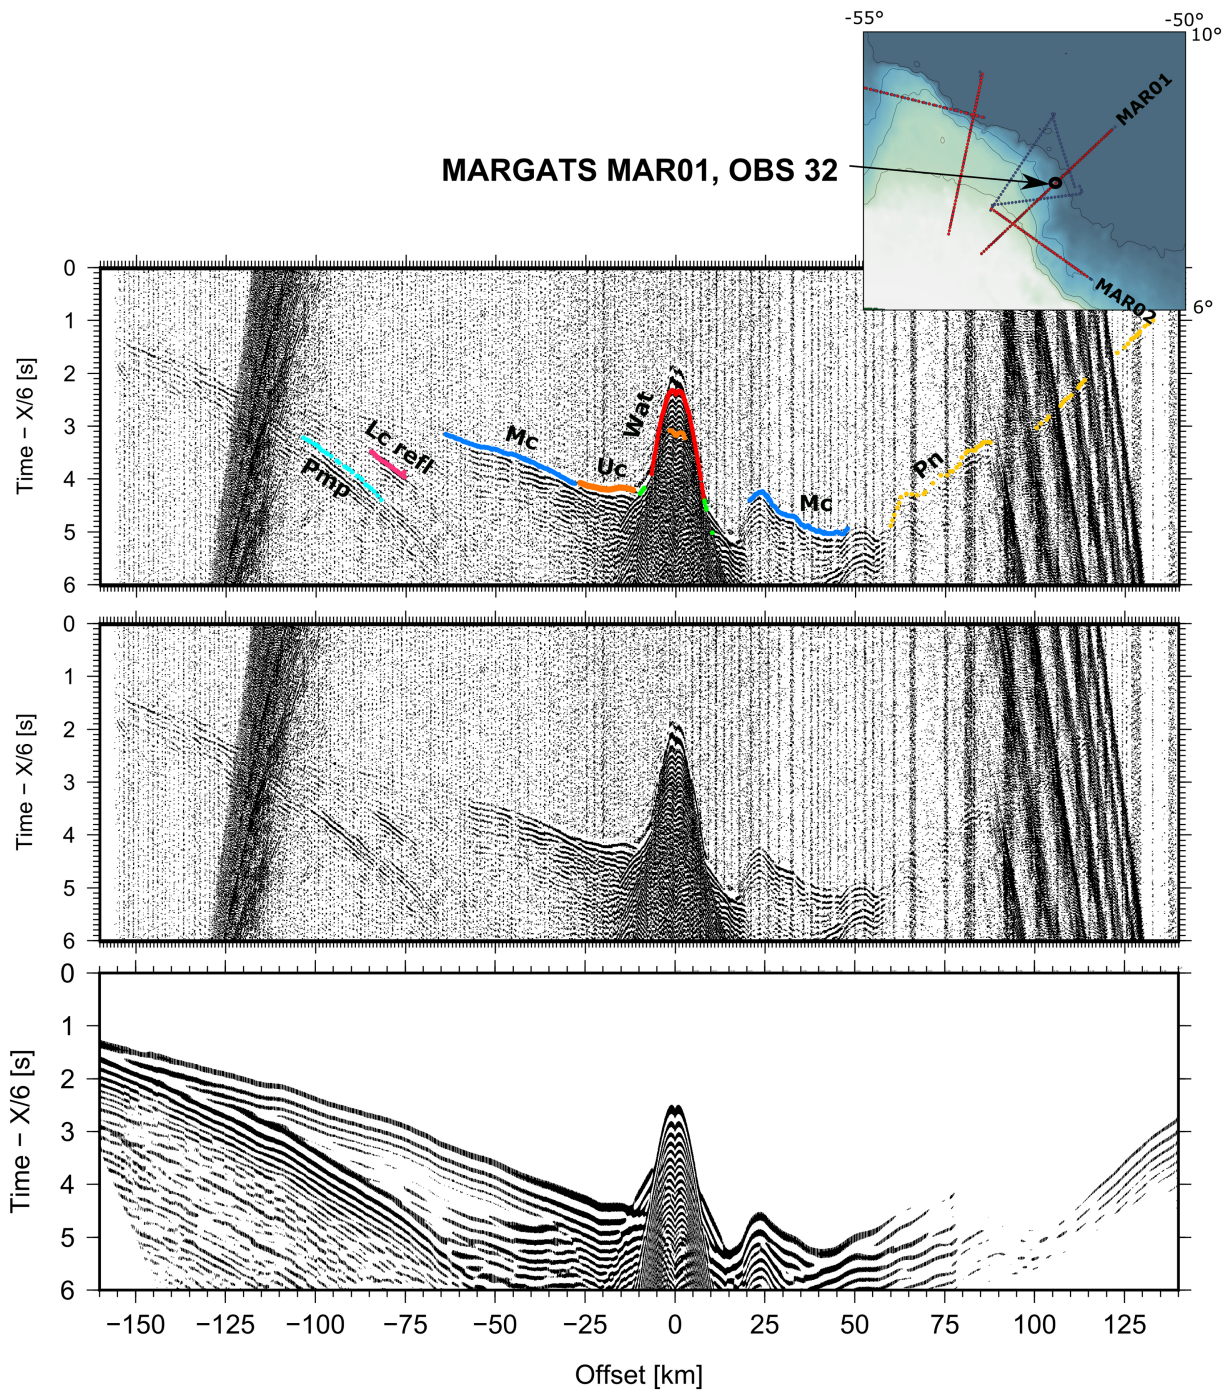 -55°
-50°
10°
MAR01
MARGATS MAR01, OBS 32
MAR02
6°
0
1
2
3
4
5
6
Time − X/6 [s]
Wat
Mc
Lc refl
Uc
Pmp
Mc
Pn
0
1
2
3
4
5
6
Time − X/6 [s]
0
1
2
3
4
5
6
Time − X/6 [s]
−150 −125 −100 −75 −50 −25 0 25 50 75 100 125
Offset [km]